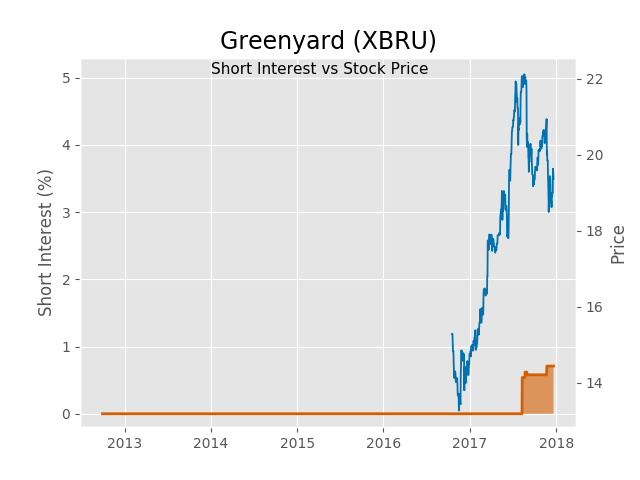 Greenyard (XBRU)
Short Interest vs Stock Price
Short Interest (%)
5
4
3
2
1
0
22
20
18
16
14
Price
2013 2014 2015 2016 2017 2018